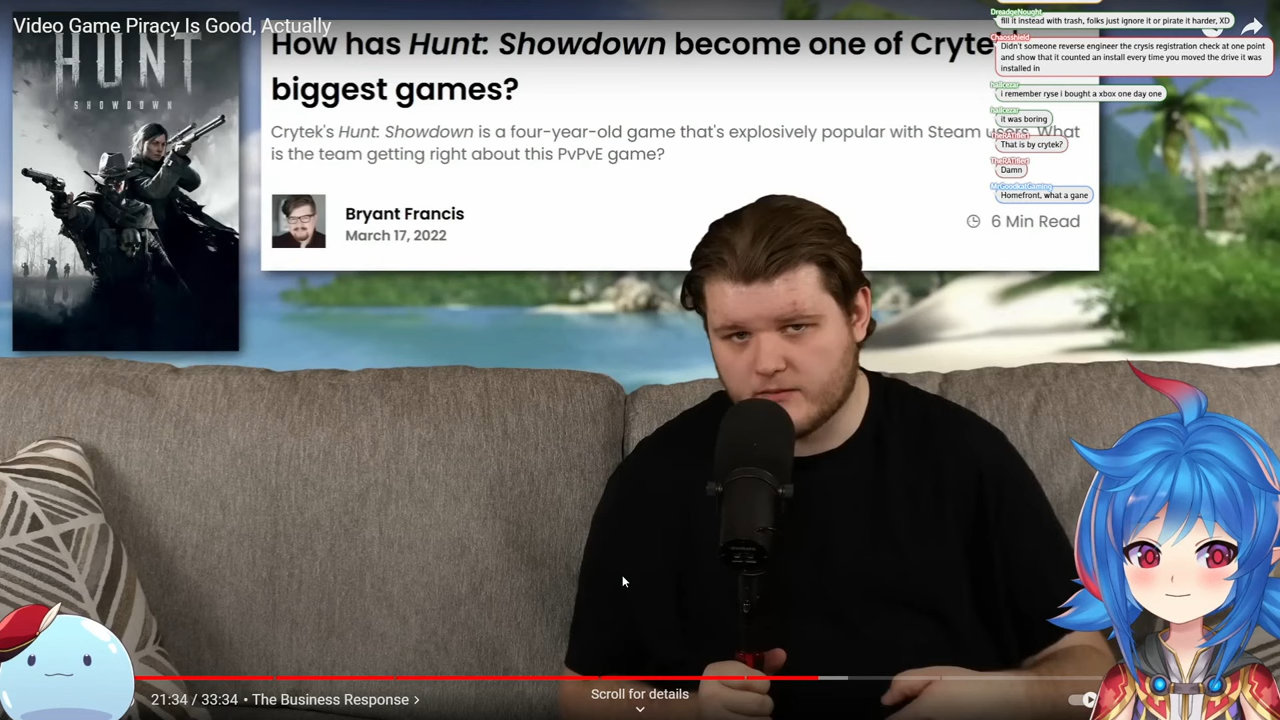 Video Game Piracy Is Good, Actually
HUNT
SHOWDOWN
How has Hunt: Showdown become one of Cryte
biggest games?
Crytek's Hunt: Showdown is a four-year-old game that's explosively popular with Steam users. What
is the team getting right about this PvPvE game?
Bryant Francis
March 17, 2022
6 Min Read
DreadgeNought
fill it instead with trash, folks just ignore it or pirate it harder, XD
Chaosshield
Didn't someone reverse engineer the crysis registration check at one point
and show that it counted an install every time you moved the drive it was
installed in
i remember ryse i bought a xbox one day one
it was boring
That is by crytek?
Damn
Homefront, what a gane
21:34 / 33:34 • The Business Response >
Scroll for details